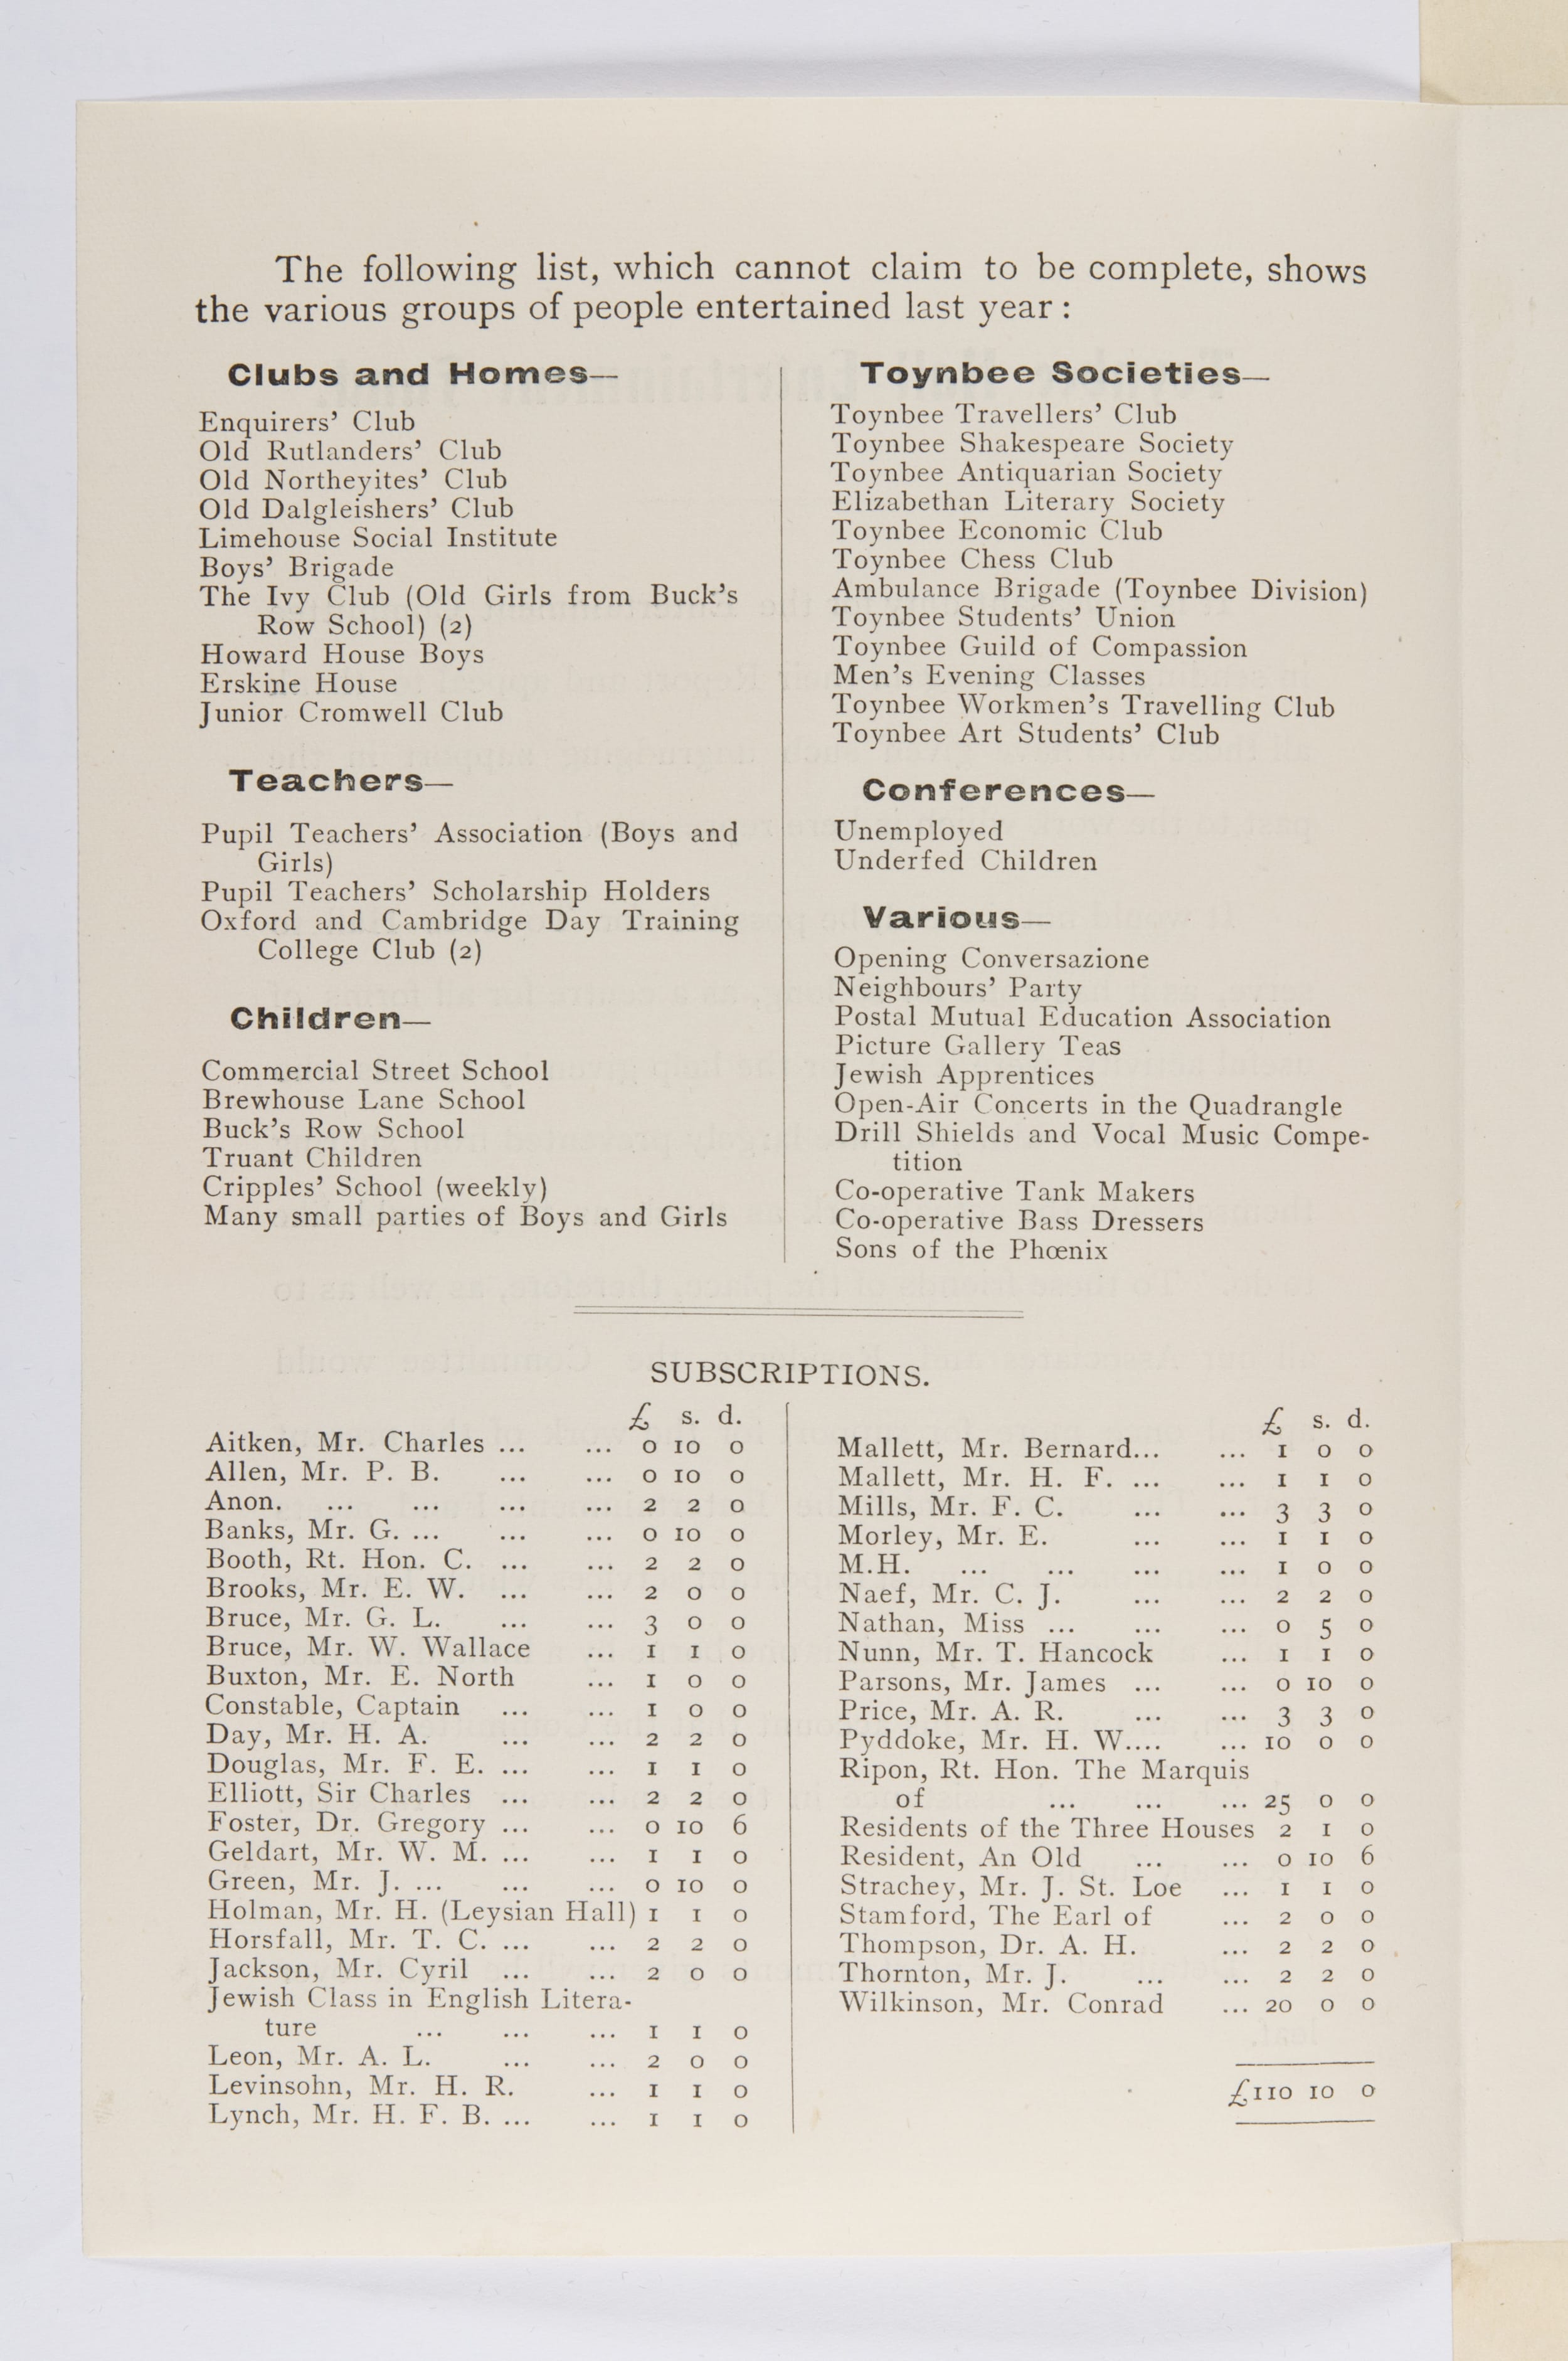 The following list, which cannot claim to be complete, shows
the various groups of people entertained last year :
Clubs and Homes—
Enquirers' Club
Old Rutlanders' Club
Old Northeyites' Club
Old Dalgleishers' Club
Limehouse Social Institute
Boys' Brigade
The Ivy Club (Old Girls from Buck's
Row School) (2)
Howard House Boys
Erskine House
Junior Cromwell Club
Teachers—
Pupil Teachers' Association (Boys and
Girls)
Pupil Teachers' Scholarship Holders
Oxford and Cambridge Day Training
College Club (2)
Children—
Commercial Street School
Brewhouse Lane School
Buck's Row School
Truant Children
Cripples' School (weekly)
Many small parties of Boys and Girls
Toynbee Societies—
Toynbee Travellers' Club
Toynbee Shakespeare Society
Toynbee Antiquarian Society
Elizabethan Literary Society
Toynbee Economic Club
Toynbee Chess Club
Ambulance Brigade (Toynbee Division)
Toynbee Students' Union
Toynbee Guild of Compassion
Men's Evening Classes
Toynbee Workmen's Travelling Club
Toynbee Art Students' Club
Conferences—
Unemployed
Underfed Children
Various—
Opening Conversazione
Neighbours' Party
Postal Mutual Education Association
Picture Gallery Teas
Jewish Apprentices
Open-Air Concerts in the Quadrangle
Drill Shields and Vocal Music Compe-
tition
Co-operative Tank Makers
Co-operative Bass Dressers
Sons of the Phœnix
SUBSCRIPTIONS.
£ s. d.
Aitken, Mr. Charles ... ... 0 10 0
Allen, Mr. P. B. ... ... 0 10 0
Anon. ... ... ... ... 2 2 0
Banks, Mr. G. ... ... ... 0 10 0
Booth, Rt. Hon. C. ... ... 2 2 0
Brooks, Mr. E. W. ... ... 2 0 0
Bruce, Mr. G. L. ... ... 3 0 0
Bruce, Mr. W. Wallace ... 1 1 0
Buxton, Mr. E. North ... 1 0 0
Constable, Captain ... ... 1 0 0
Day, Mr. H. A. ... ... 2 2 0
Douglas, Mr. F. E. ... ... 1 1 0
Elliott, Sir Charles ... ... 2 2 0
Foster, Dr. Gregory ... ... 0 10 6
Geldart, Mr. W. M. ... ... 1 1 0
Green, Mr. J. ... ... ... 0 10 0
Holman, Mr. H. (Leysian Hall) 1 1 0
Horsfall, Mr. T. C. ... ... 2 2 0
Jackson, Mr. Cyril ... ... 2 0 0
Jewish Class in English Litera-
ture ... ... ... 1 1 0
Leon, Mr. A. L. ... ... 2 0 0
Levinsohn, Mr. H. R. ... 1 1 0
Lynch, Mr. H. F. B. ... ... 1 1 0
£ s. d.
Mallett, Mr. Bernard... ... 1 0 0
Mallett, Mr. H. F. ... ... 1 1 0
Mills, Mr. F. C. ... ... 3 3 0
Morley, Mr. E. ... ... 1 1 0
M.H. ... ... ... ... 1 0 0
Naef, Mr. C. J. ... ... 2 2 0
Nathan, Miss ... ... ... 0 5 0
Nunn, Mr. T. Hancock ... 1 1 0
Parsons, Mr. James ... ... 0 10 0
Price, Mr. A. R. ... ... 3 3 0
Pyddoke, Mr. H. W.... ... 10 0 0
Ripon, Rt. Hon. The Marquis
of ... ... ... 25 0 0
Residents of the Three Houses 2 1 0
Resident, An Old ... ... 0 10 6
Strachey, Mr. J. St. Loe ... 1 1 0
Stamford, The Earl of ... 2 0 0
Thompson, Dr. A. H. ... 2 2 0
Thornton, Mr. J. ... ... 2 2 0
Wilkinson, Mr. Conrad ... 20 0 0
£110 10 0